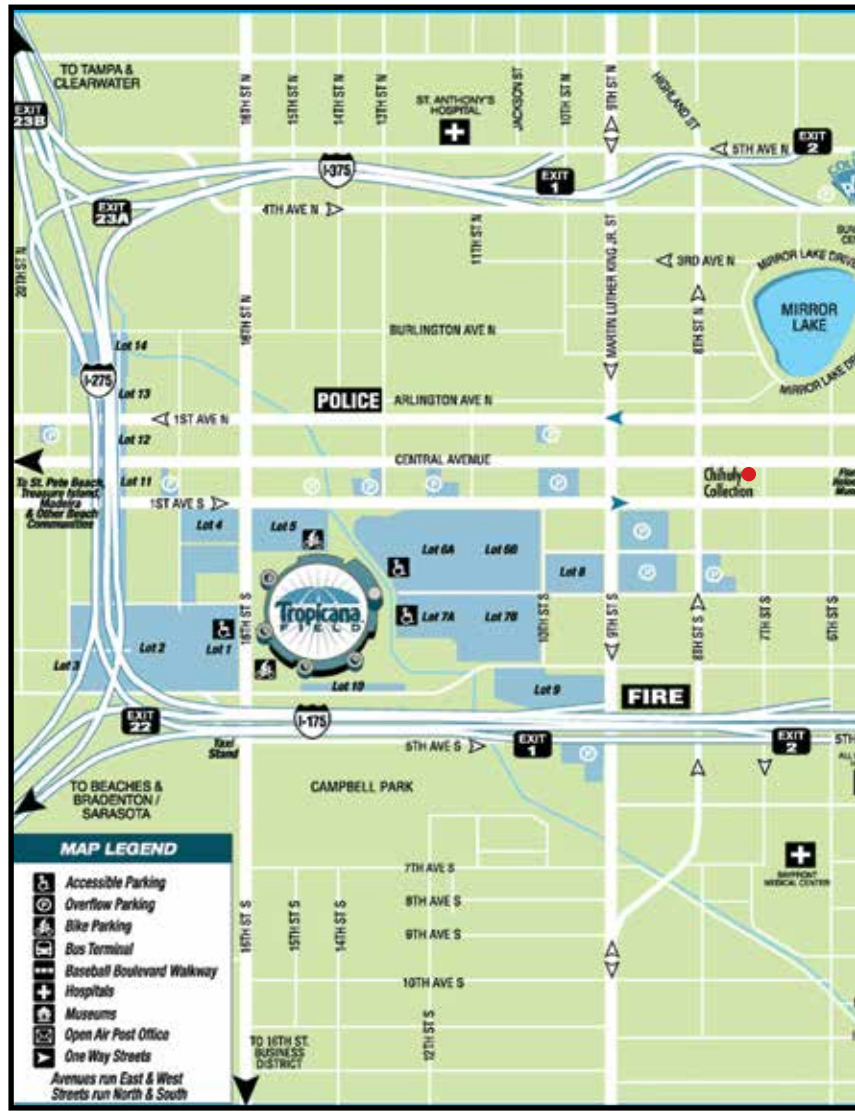 TO TAMPA &
CLEARWATER
EXIT
23B
16TH ST N
15TH ST N
14TH ST N
13TH ST N
ST. ANTHONY'S
HOSPITAL
JACKSON ST
10TH ST N
9TH ST N
HIGHLAND ST
5TH AVE N
EXIT
2
I-375
EXIT
1
EXIT
23A
4TH AVE N
20TH ST N
11TH ST N
3RD AVE N
MIRROR LAKE DRIVE
MIRROR
LAKE
MIRROR LAKE DR
16TH ST N
MARTIN LUTHER KING JR. ST
8TH ST N
BURLINGTON AVE N
Lot 14
I-275
Lot 13
POLICE
ARLINGTON AVE N
1ST AVE N
Lot 12
CENTRAL AVENUE
To St. Pete Beach,
Treasure Island,
Madeira
& Other Beach
Communities
Lot 11
Chihuly
Collection
1ST AVE S
Lot 4
Lot 5
Lot 6A
Lot 6B
Lot 8
Tropicana
FIELD
16TH ST S
Lot 7A
Lot 7B
10TH ST S
9TH ST S
8TH ST S
7TH ST S
6TH ST S
Lot 3
Lot 2
Lot 1
Lot 10
Lot 9
FIRE
EXIT
22
I-175
Taxi
Stand
5TH AVE S
EXIT
1
EXIT
2
5TH
TO BEACHES &
BRADENTON /
SARASOTA
CAMPBELL PARK
BAYFRONT
MEDICAL CENTER
MAP LEGEND
Accessible Parking
Overflow Parking
Bike Parking
Bus Terminal
Baseball Boulevard Walkway
Hospitals
Museums
Open Air Post Office
One Way Streets
Avenues run East & West
Streets run North & South
7TH AVE S
8TH AVE S
9TH AVE S
10TH AVE S
16TH ST S
15TH ST S
14TH ST S
12TH ST S
TO 16TH ST.
BUSINESS
DISTRICT